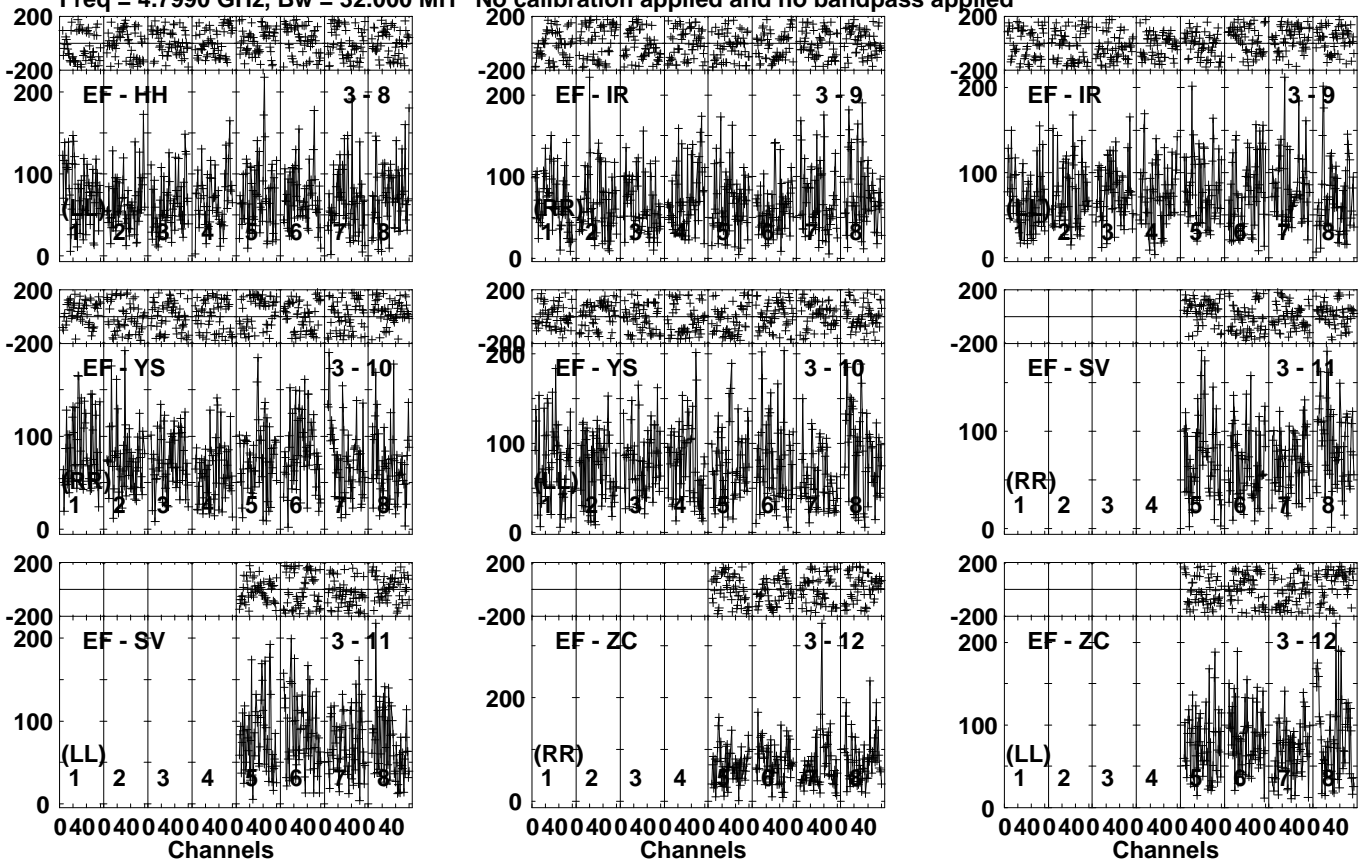 Freq = 4.7990 GHz, Bw = 32.000 MH No calibration applied and no bandpass applied
-200 -200 -200
200 EF - HH 3 - 8
200 EF - IR 3 - 9
200 EF - IR 3 - 9
100 100 100
(LL) (RR) (LL)
1 2 3 4 5 6 7 8
1 2 3 4 5 6 7 8
1 2 3 4 5 6 7 8
0 0 0
200 200 200
-200 -200 -200
EF - YS 3 - 10
200 EF - YS 3 - 10
EF - SV 3 - 11
100 100 100
(RR) (LL) (RR)
1 2 3 4 5 6 7 8
1 2 3 4 5 6 7 8
1 2 3 4 5 6 7 8
0 0 0
200 200 200
-200 -200 -200
200 EF - SV 3 - 11
EF - ZC 3 - 12
200 EF - ZC 3 - 12
100 200 100
(LL) (RR) (LL)
1 2 3 4 5 6 7 8
1 2 3 4 5 6 7 8
1 2 3 4 5 6 7 8
0 0 0
0 40 0 40 0 40 0 40 0 40 0 40 0 40 0 40
0 40 0 40 0 40 0 40 0 40 0 40 0 40 0 40
0 40 0 40 0 40 0 40 0 40 0 40 0 40 0 40
Channels Channels Channels